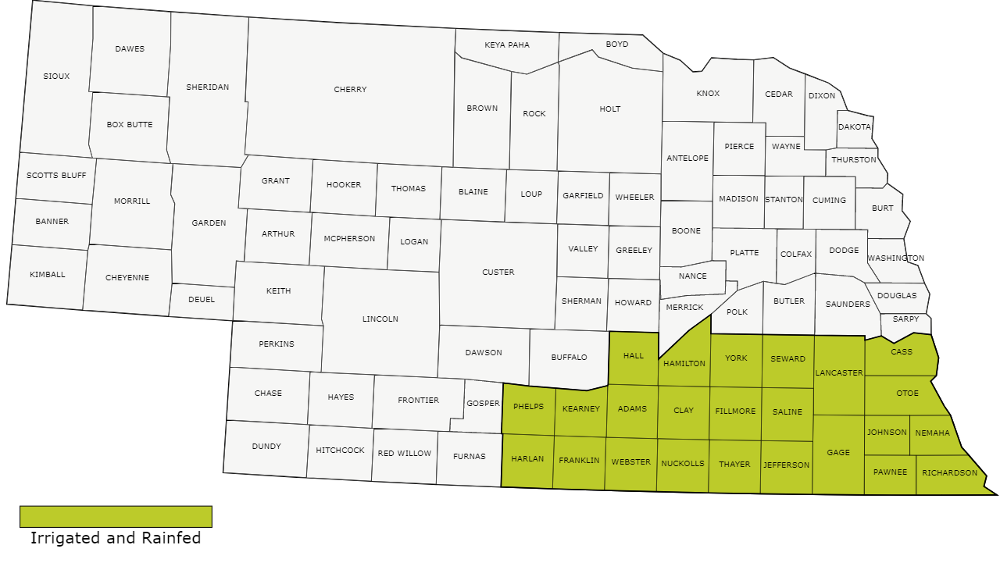 KEYA PAHA
BOYD
DAWES
SIOUX
SHERIDAN
CHERRY
KNOX
CEDAR
DIXON
BROWN
ROCK
HOLT
BOX BUTTE
DAKOTA
PIERCE
WAYNE
ANTELOPE
THURSTON
SCOTTS BLUFF
GRANT
HOOKER
THOMAS
BLAINE
LOUP
GARFIELD
WHEELER
MADISON
STANTON
CUMING
MORRILL
BURT
BANNER
GARDEN
ARTHUR
MCPHERSON
LOGAN
BOONE
VALLEY
GREELEY
PLATTE
COLFAX
DODGE
WASHINGTON
KIMBALL
CHEYENNE
CUSTER
NANCE
DEUEL
KEITH
SHERMAN
HOWARD
MERRICK
BUTLER
SAUNDERS
DOUGLAS
LINCOLN
POLK
SARPY
PERKINS
DAWSON
BUFFALO
HALL
HAMILTON
YORK
SEWARD
CASS
LANCASTER
CHASE
HAYES
FRONTIER
GOSPER
PHELPS
KEARNEY
ADAMS
CLAY
FILLMORE
SALINE
OTOE
DUNDY
HITCHCOCK
RED WILLOW
FURNAS
HARLAN
FRANKLIN
WEBSTER
NUCKOLLS
THAYER
JEFFERSON
GAGE
JOHNSON
NEMAHA
PAWNEE
RICHARDSON
Irrigated and Rainfed